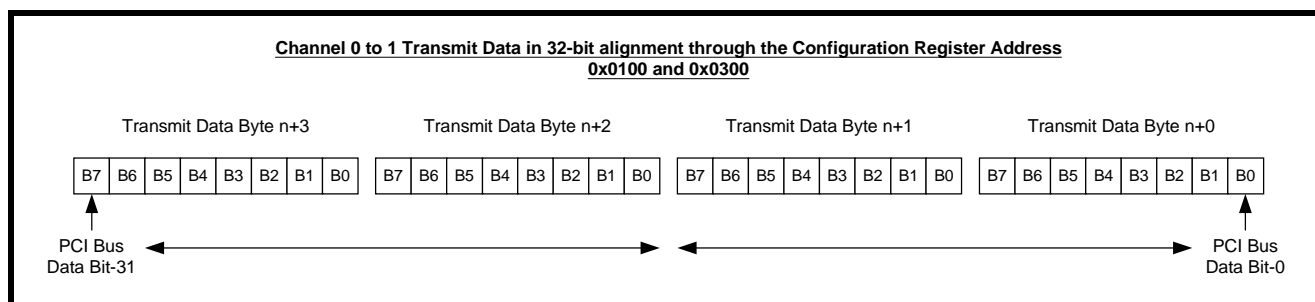 Channel 0 to 1 Transmit Data in 32-bit alignment through the Configuration Register Address
0x0100 and 0x0300
Transmit Data Byte n+3 Transmit Data Byte n+2 Transmit Data Byte n+1 Transmit Data Byte n+0
B7 B6 B5 B4 B3 B2 B1 B0 B7 B6 B5 B4 B3 B2 B1 B0 B7 B6 B5 B4 B3 B2 B1 B0 B7 B6 B5 B4 B3 B2 B1 B0
PCI Bus PCI Bus
Data Bit-31 Data Bit-0